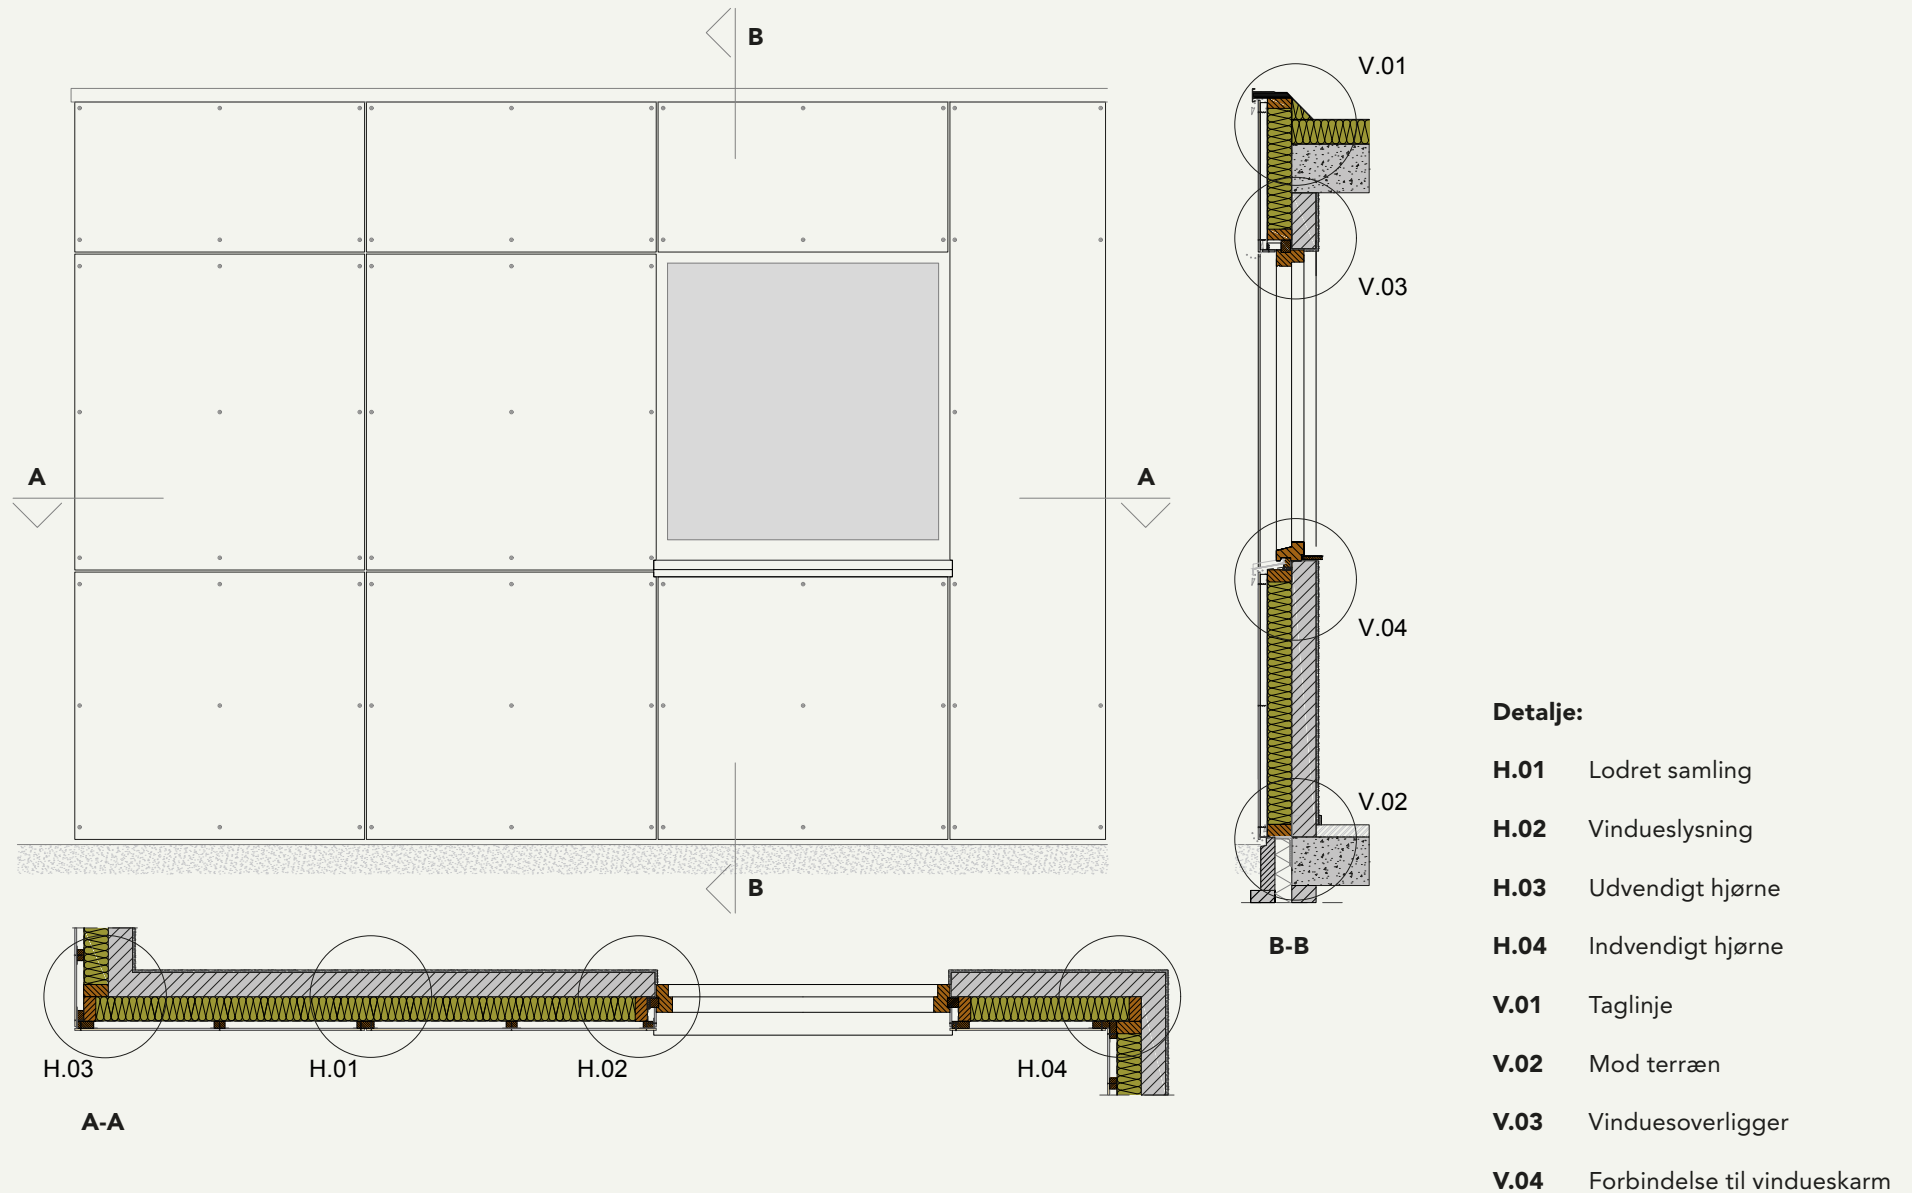 B
V.01
V.03
A
A
V.04
Detalje:
H.01 Lodret samling
V.02
H.02 Vindueslysning
B
H.03 Udvendigt hjørne
B-B
H.04 Indvendigt hjørne
V.01 Taglinje
H.03
H.01
H.02
H.04
V.02 Mod terræn
A-A
V.03 Vinduesoverligger
V.04 Forbindelse til vindueskarm